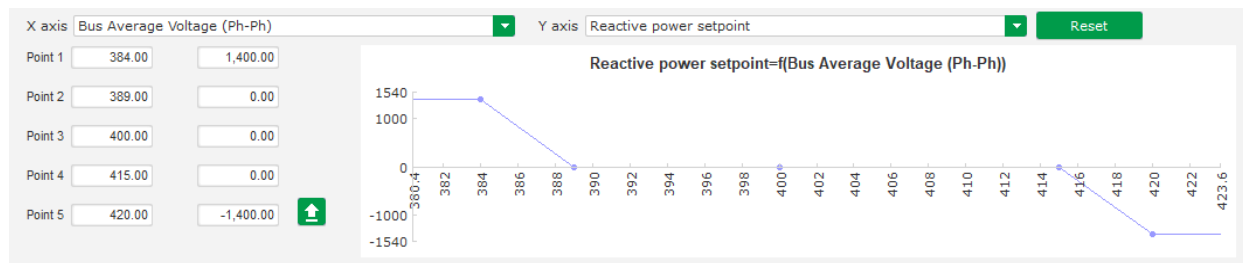 X axis Bus Average Voltage (Ph-Ph) Y axis Reactive power setpoint Reset
Point 1 384.00 1,400.00
Point 2 389.00 0.00
Point 3 400.00 0.00
Point 4 415.00 0.00
Point 5 420.00 -1,400.00
Reactive power setpoint=f(Bus Average Voltage (Ph-Ph))
1540
1000
0
-1000
-1540
380.4 382 384 386 388 390 392 394 396 398 400 402 404 406 408 410 412 414 416 418 420 422 423.6